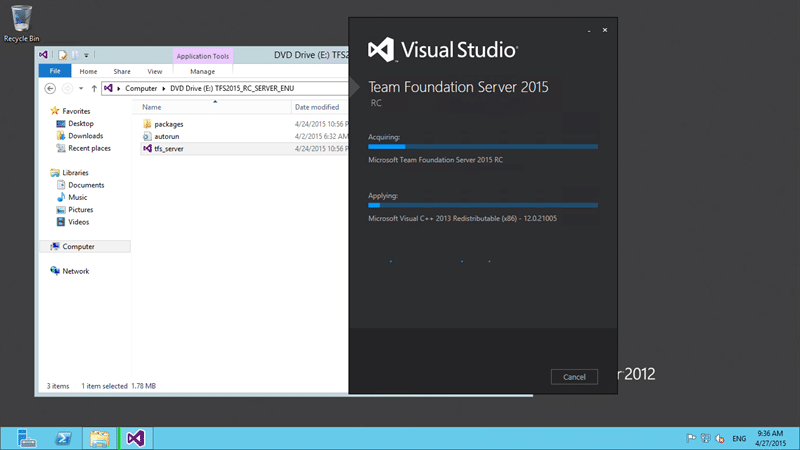 Recycle Bin
Application Tools
DVD Drive (E:) TFS2
File
Home
Share
View
Manage
Computer
DVD Drive (E:) TFS2015_RC_SERVER_ENU
Name
Date modified
Favorites
Desktop
Downloads
Recent places
Libraries
Documents
Music
Pictures
Videos
Computer
Network
packages
4/24/2015 10:56 P
autorun
4/2/2015 6:32 AM
tfs_server
4/24/2015 10:56 P
3 items
1 item selected 1.78 MB
Visual Studio
Team Foundation Server 2015
RC
Acquiring:
Microsoft Team Foundation Server 2015 RC
Applying:
Microsoft Visual C++ 2013 Redistributable (x86) - 12.0.21005
Cancel
r 2012
ENG
9:36 AM
4/27/2015